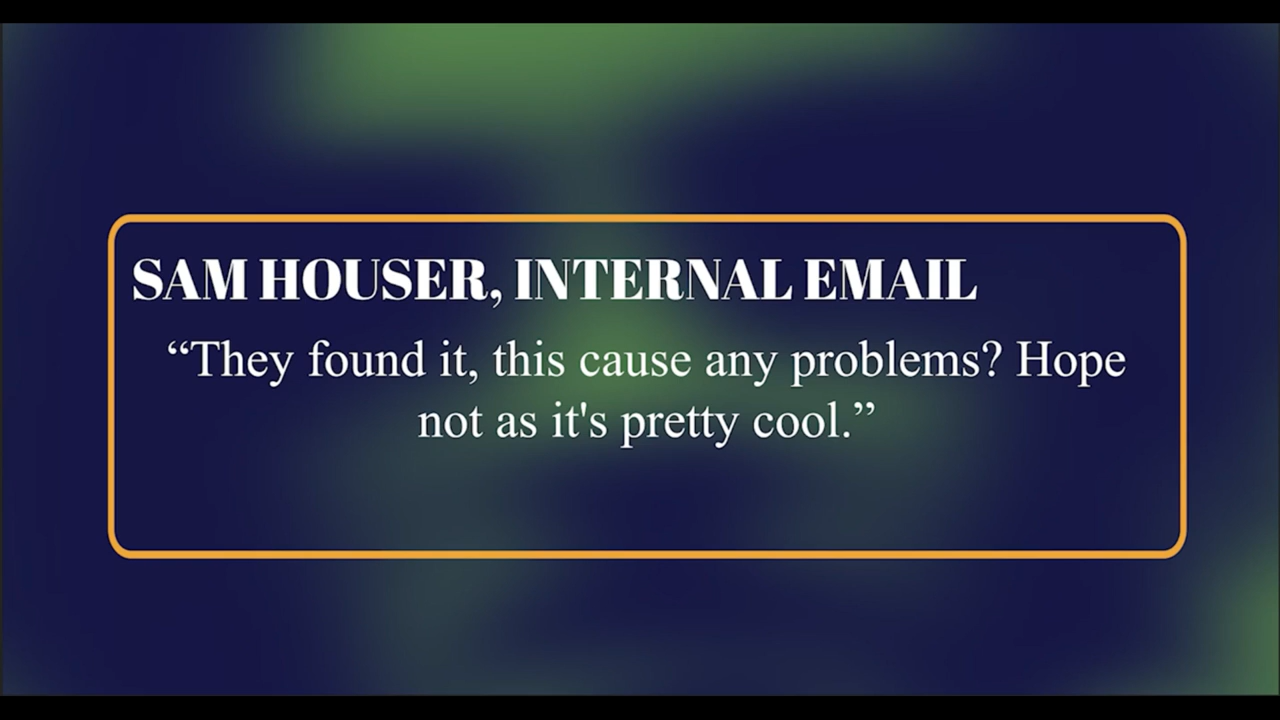 SAM HOUSER, INTERNAL EMAIL
“They found it, this cause any problems? Hope
not as it's pretty cool.”